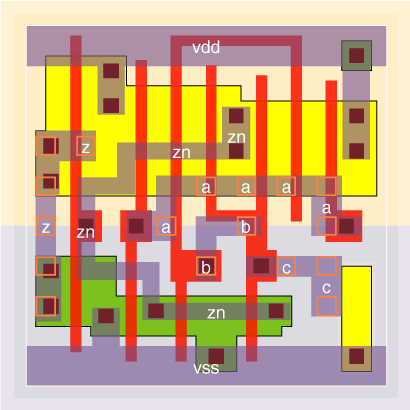 vdd
z zn zn
a a a
z zn a b a
b c
c
zn
vss